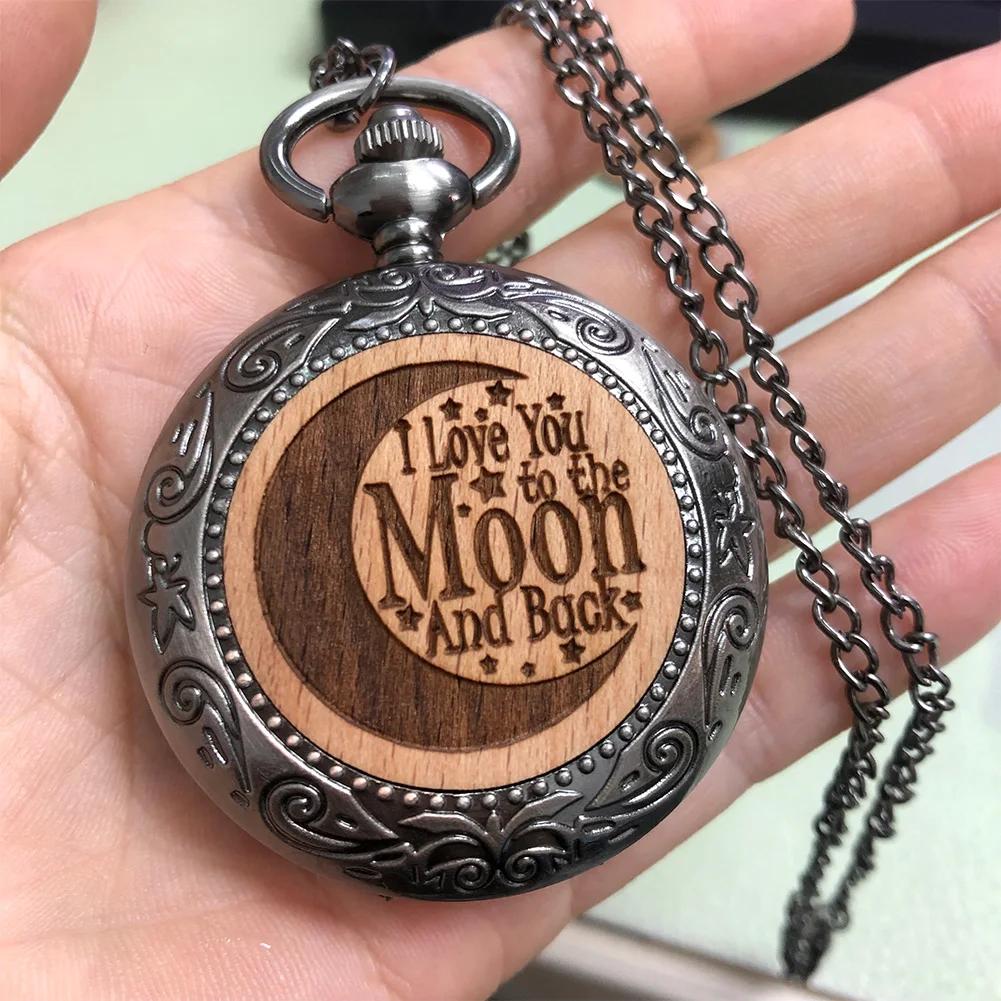 I Love You
to the
Moon
And Back